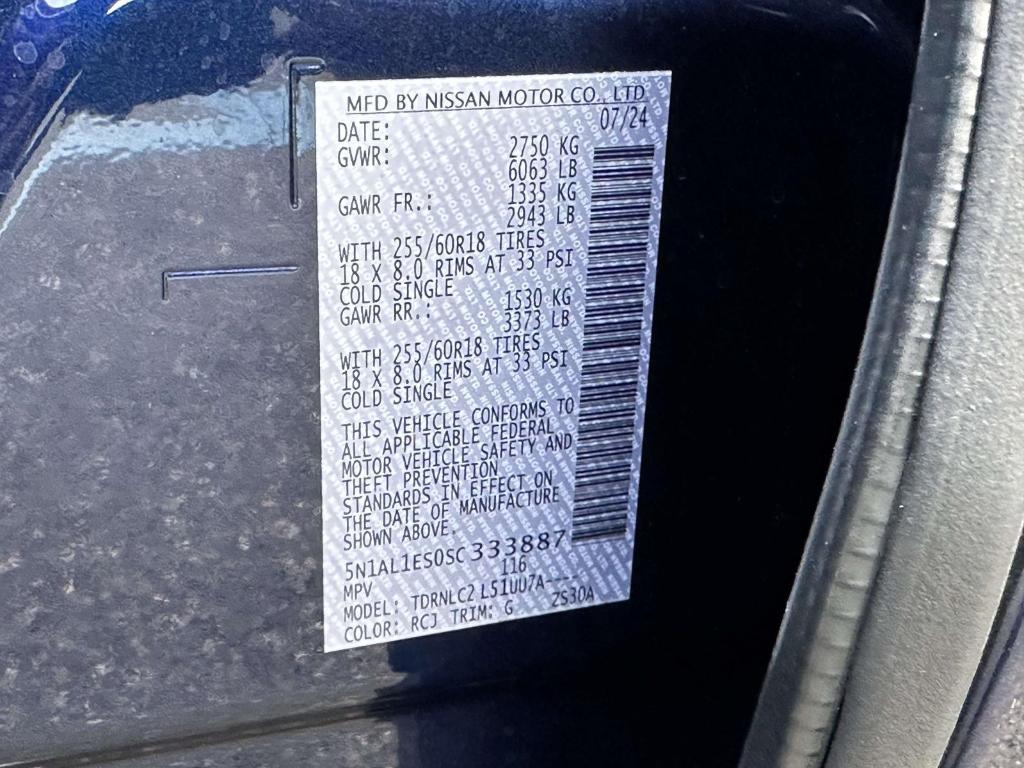 MFD BY NISSAN MOTOR CO., LTD
DATE: 07/24
GVWR: 2750 KG
6063 LB
GAWR FR.: 1335 KG
2943 LB
WITH 255/60R18 TIRES
18 X 8.0 RIMS AT 33 PSI
COLD SINGLE
GAWR RR.: 1530 KG
3373 LB
WITH 255/60R18 TIRES
18 X 8.0 RIMS AT 33 PSI
COLD SINGLE
THIS VEHICLE CONFORMS TO
ALL APPLICABLE FEDERAL
MOTOR VEHICLE SAFETY AND
THEFT PREVENTION
STANDARDS IN EFFECT ON
THE DATE OF MANUFACTURE
SHOWN ABOVE.
5N1AL1ES0SC333887
MPV 116
MODEL: TDRNLC2 L51UU7A----
COLOR: RCJ TRIM: G ZS30A